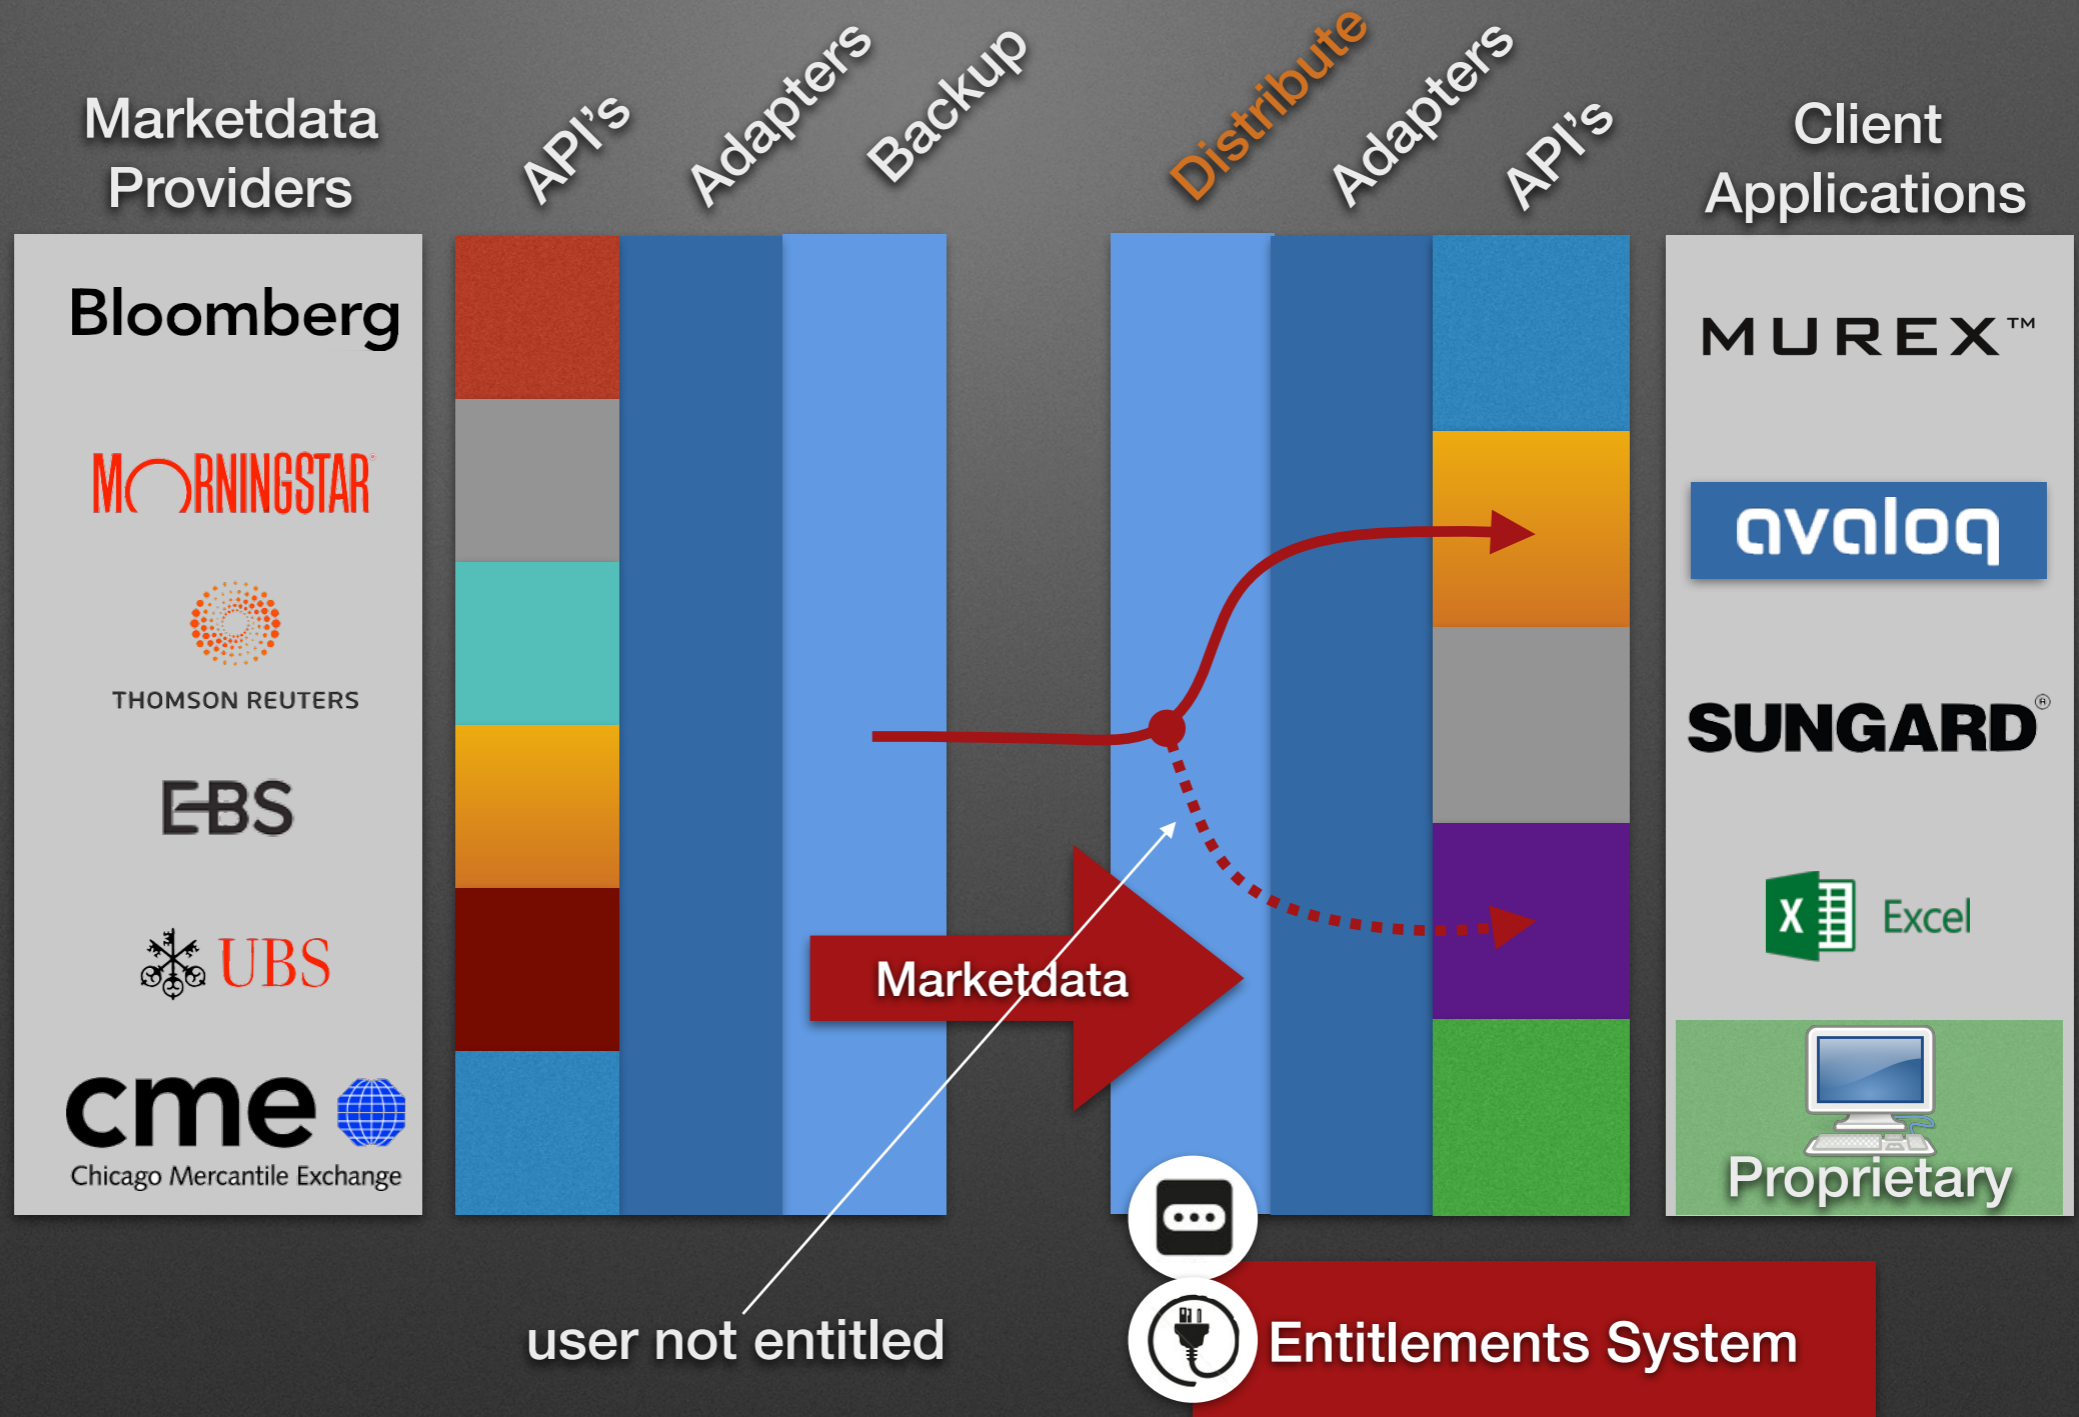 Marketdata
Providers
API's
Adapters
Backup
Distribute
Adapters
API's
Client
Applications
Bloomberg
MORNINGSTAR®
THOMSON REUTERS
EBS
UBS
cme
Chicago Mercantile Exchange
Marketdata
MUREX™
avaloq
SUNGARD®
X Excel
Proprietary
user not entitled
Entitlements System